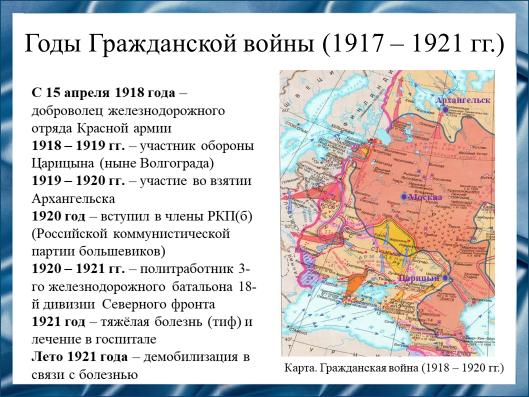 Годы Гражданской войны (1917 – 1921 гг.)
С 15 апреля 1918 года –
доброволец железнодорожного
отряда Красной армии
1918 – 1919 гг. – участник обороны
Царицына (ныне Волгограда)
1919 – 1920 гг. – участие во взятии
Архангельска
1920 год – вступил в члены РКП(б)
(Российской коммунистической
партии большевиков)
1920 – 1921 гг. – политработник 3-
го железнодорожного батальона 18-
й дивизии Северного фронта
1921 год – тяжёлая болезнь (тиф) и
лечение в госпитале
Лето 1921 года – демобилизация в
связи с болезнью
Архангельск
Москва
Царицын
Карта. Гражданская война (1918 – 1920 гг.)